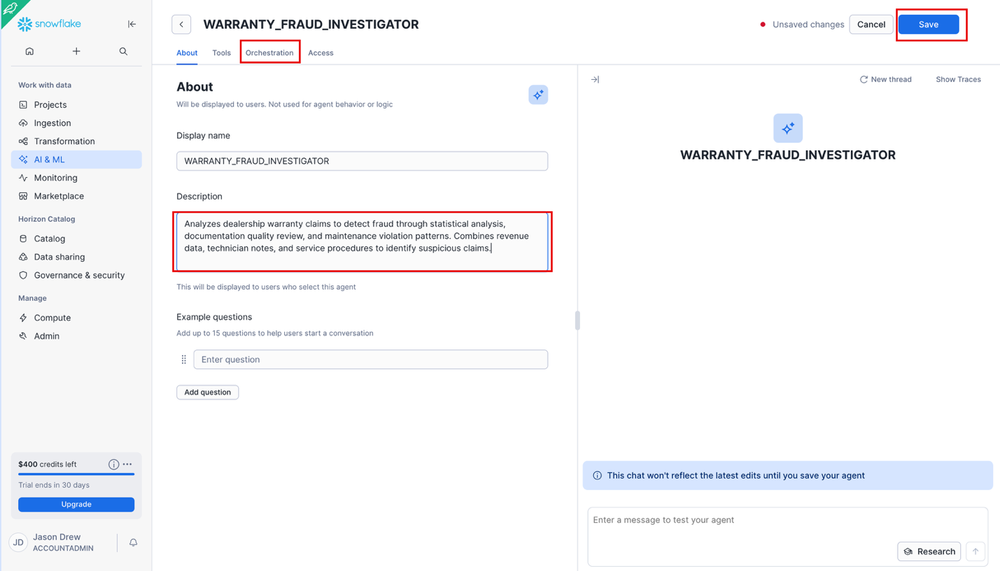 snowflake
WARRANTY_FRAUD_INVESTIGATOR
Unsaved changes
Cancel
Save
About
Tools
Orchestration
Access
Work with data
Projects
Ingestion
Transformation
AI & ML
Monitoring
Marketplace
Horizon Catalog
Catalog
Data sharing
Governance & security
Manage
Compute
Admin
$400 credits left
Trial ends in 30 days
Upgrade
JD
Jason Drew
ACCOUNTADMIN
About
Will be displayed to users. Not used for agent behavior or logic
Display name
WARRANTY_FRAUD_INVESTIGATOR
Description
Analyzes dealership warranty claims to detect fraud through statistical analysis,
documentation quality review, and maintenance violation patterns. Combines revenue
data, technician notes, and service procedures to identify suspicious claims.
This will be displayed to users who select this agent
Example questions
Add up to 15 questions to help users start a conversation
Enter question
Add question
New thread
Show Traces
WARRANTY_FRAUD_INVESTIGATOR
This chat won't reflect the latest edits until you save your agent
Enter a message to test your agent
Research